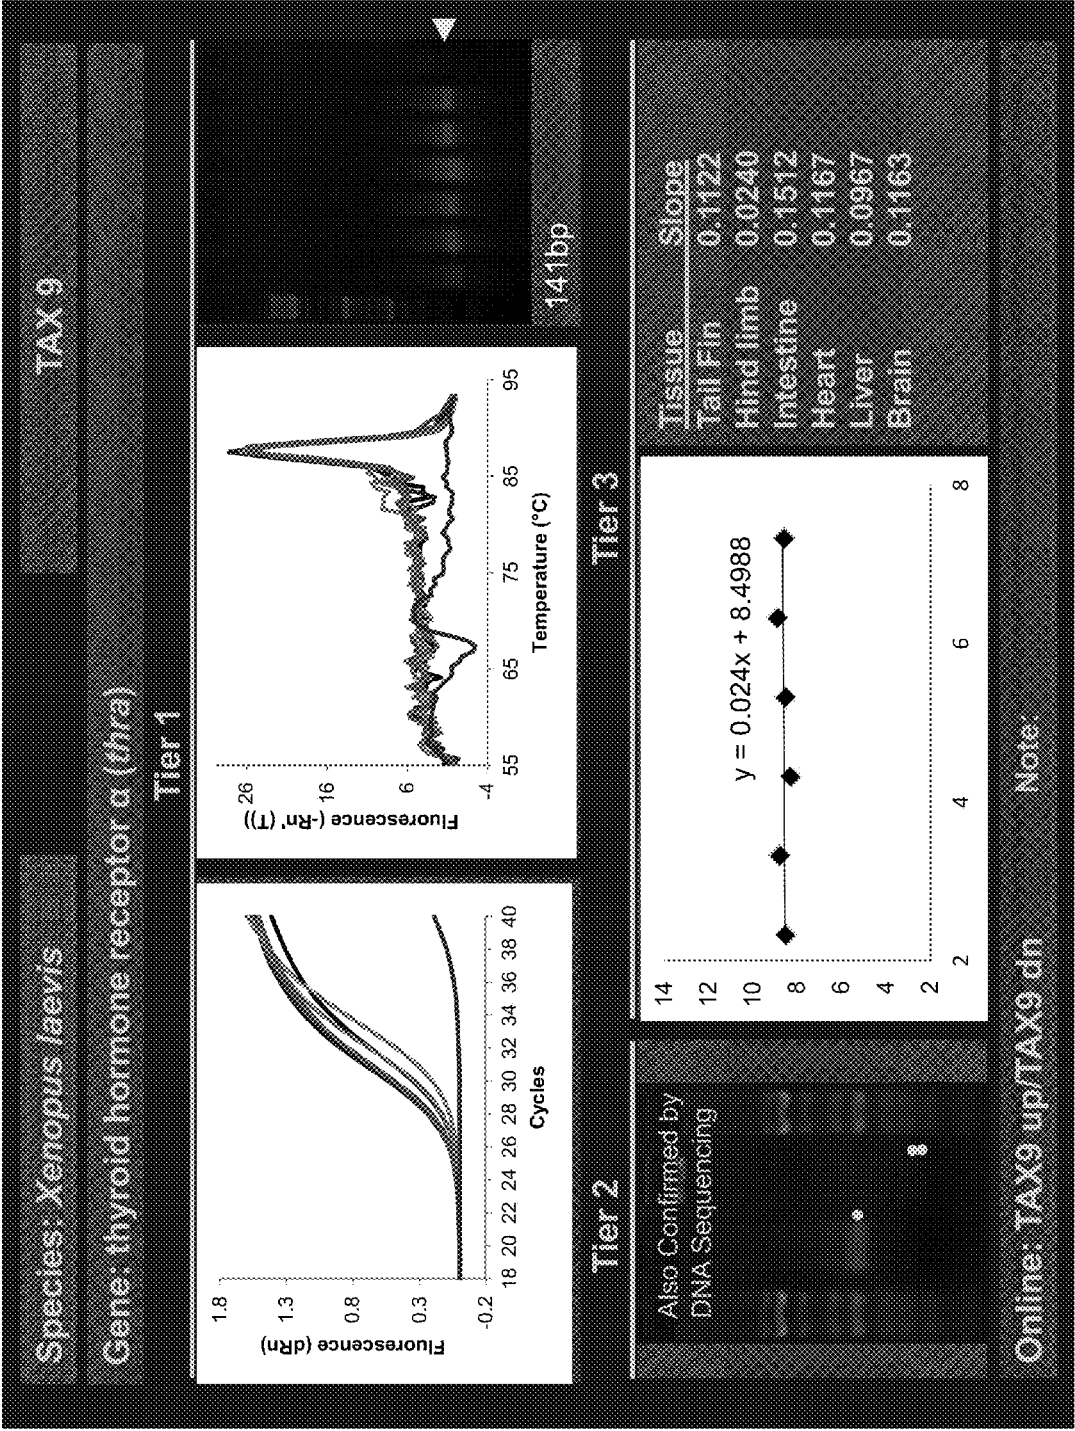 Species: Xenopus laevis
TAX 9
Gene: thyroid hormone receptor α (thra)
Tier 1
1.8
1.3
0.8
0.3
-0.2
Fluorescence (dRn)
18 20 22 24 26 28 30 32 34 36 38 40
Cycles
26
16
6
-4
Fluorescence (-Rn' (T))
55 65 75 85 95
Temperature (°C)
141bp
Tier 2
Also Confirmed by
DNA Sequencing
Tier 3
14
12
10
8
6
4
2
y = 0.024x + 8.4988
2 4 6 8
Tissue Slope
Tail Fin 0.1122
Hind limb 0.0240
Intestine 0.1512
Heart 0.1167
Liver 0.0967
Brain 0.1163
Online: TAX9 up/TAX9 dn Note: